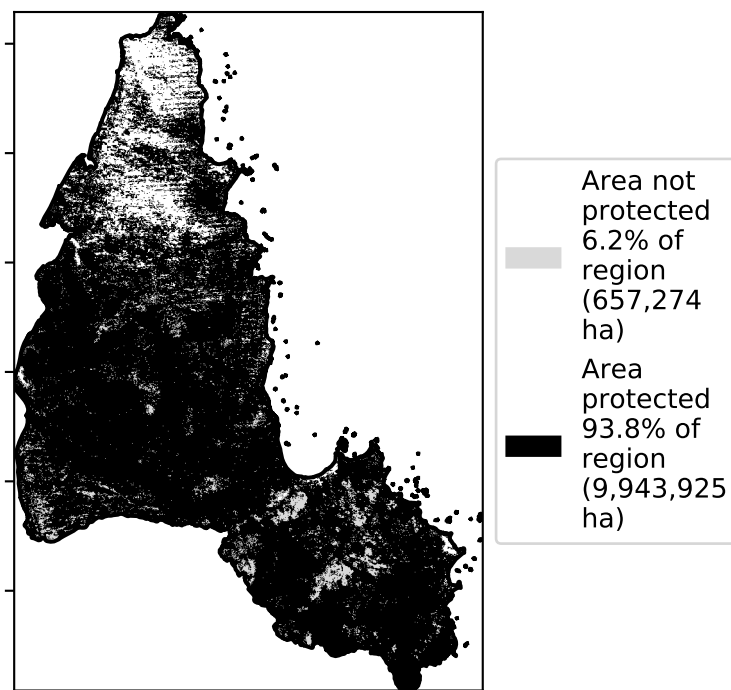 Area not
protected
6.2% of
region
(657,274
ha)
Area
protected
93.8% of
region
(9,943,925
ha)